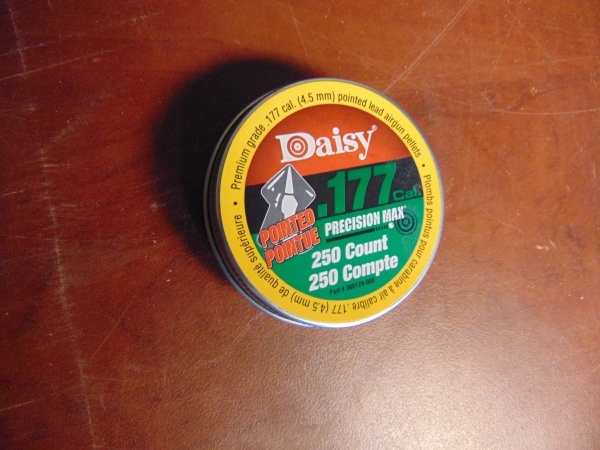 Premium grade .177 cal. (4.5 mm) pointed lead airgun pellets •
Plombs pointus pour carabine à air calibre .177 (4.5 mm) de qualité supérieure •
Daisy®
.177 Cal.
PRECISION MAX
POINTED
POINTUE
250 Count
250 Compte